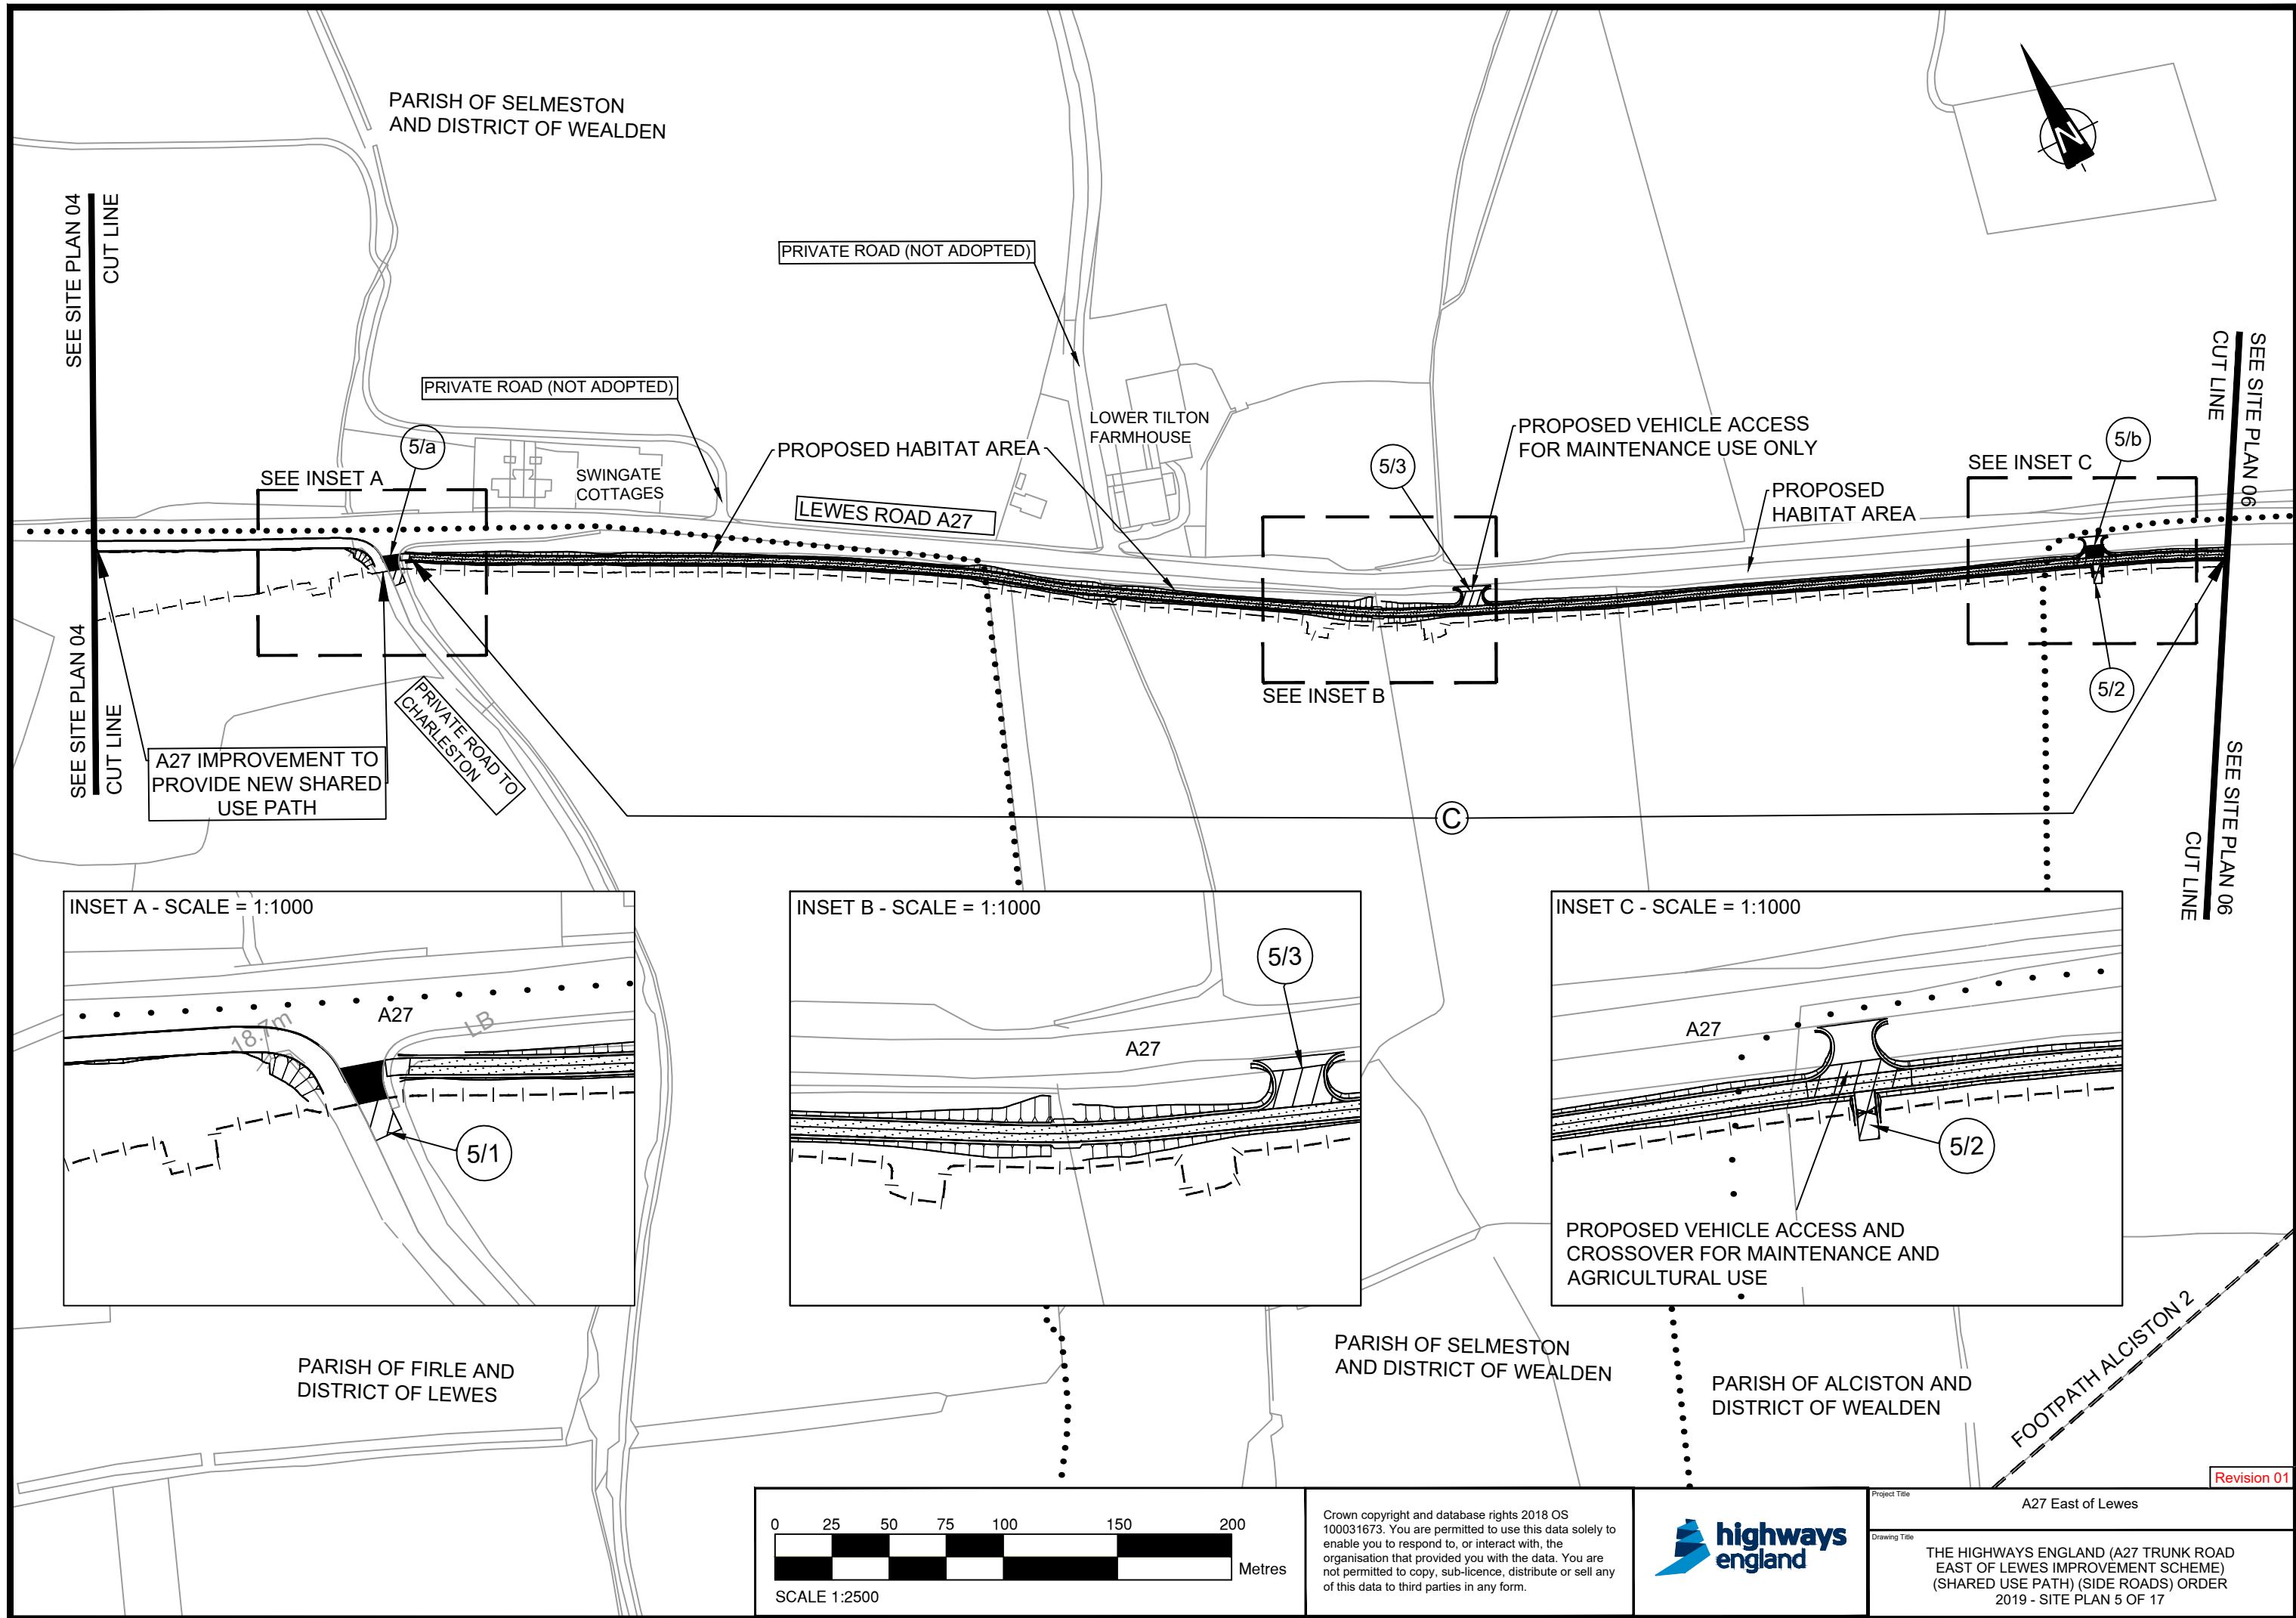 PARISH OF SELMESTON
AND DISTRICT OF WEALDEN
N
SEE SITE PLAN 04
CUT LINE
PRIVATE ROAD (NOT ADOPTED)
PRIVATE ROAD (NOT ADOPTED)
SEE SITE PLAN 06
CUT LINE
5/a
SEE INSET A
SWINGATE
COTTAGES
PROPOSED HABITAT AREA
LEWES ROAD A27
LOWER TILTON
FARMHOUSE
5/3
PROPOSED VEHICLE ACCESS
FOR MAINTENANCE USE ONLY
PROPOSED
HABITAT AREA
SEE INSET C
5/b
5/2
SEE INSET B
SEE SITE PLAN 04
CUT LINE
A27 IMPROVEMENT TO
PROVIDE NEW SHARED
USE PATH
PRIVATE ROAD TO
CHARLESTON
C
SEE SITE PLAN 06
CUT LINE
INSET A - SCALE = 1:1000
A27
18.7m
LB
5/1
INSET B - SCALE = 1:1000
5/3
A27
INSET C - SCALE = 1:1000
A27
5/2
PROPOSED VEHICLE ACCESS AND
CROSSOVER FOR MAINTENANCE AND
AGRICULTURAL USE
PARISH OF FIRLE AND
DISTRICT OF LEWES
PARISH OF SELMESTON
AND DISTRICT OF WEALDEN
PARISH OF ALCISTON AND
DISTRICT OF WEALDEN
FOOTPATH ALCISTON 2
Revision 01
0 25 50 75 100 150 200
Metres
SCALE 1:2500
Crown copyright and database rights 2018 OS
100031673. You are permitted to use this data solely to
enable you to respond to, or interact with, the
organisation that provided you with the data. You are
not permitted to copy, sub-licence, distribute or sell any
of this data to third parties in any form.
highways
england
Project Title
A27 East of Lewes
Drawing Title
THE HIGHWAYS ENGLAND (A27 TRUNK ROAD
EAST OF LEWES IMPROVEMENT SCHEME)
(SHARED USE PATH) (SIDE ROADS) ORDER
2019 - SITE PLAN 5 OF 17